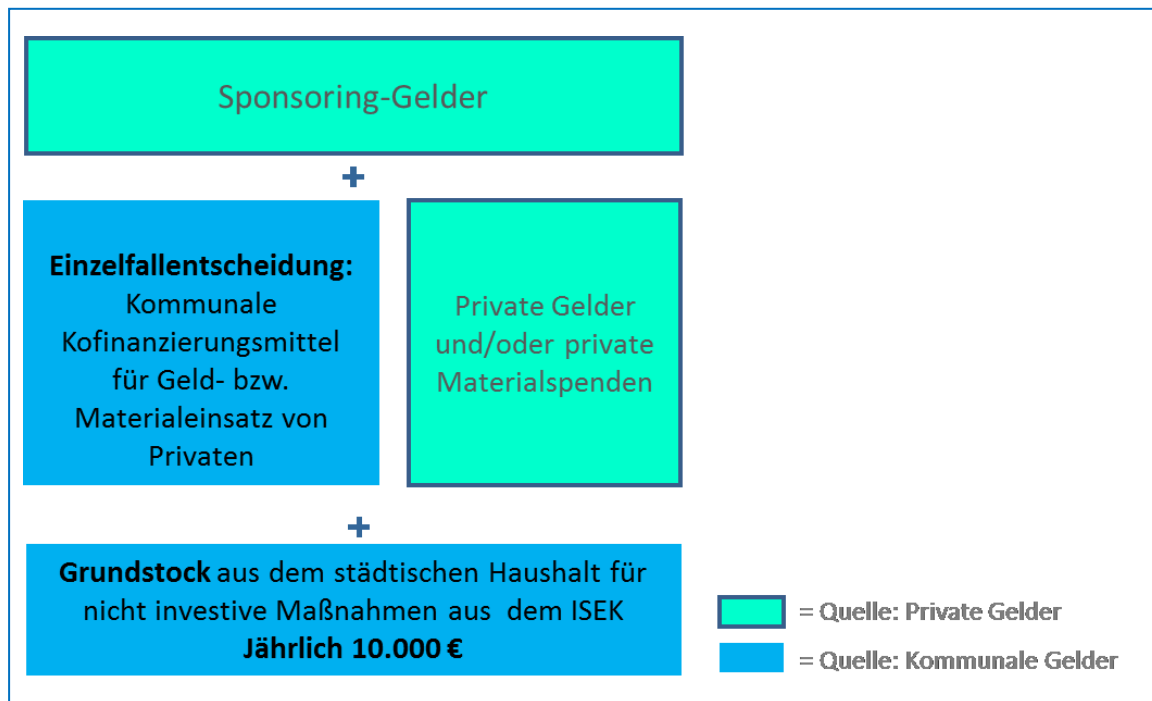 Sponsoring-Gelder
+
Einzelfallentscheidung:
Kommunale
Kofinanzierungsmittel
für Geld- bzw.
Materialeinsatz von
Privaten
Private Gelder
und/oder private
Materialspenden
+
Grundstock aus dem städtischen Haushalt für
nicht investive Maßnahmen aus dem ISEK
Jährlich 10.000 €
= Quelle: Private Gelder
= Quelle: Kommunale Gelder